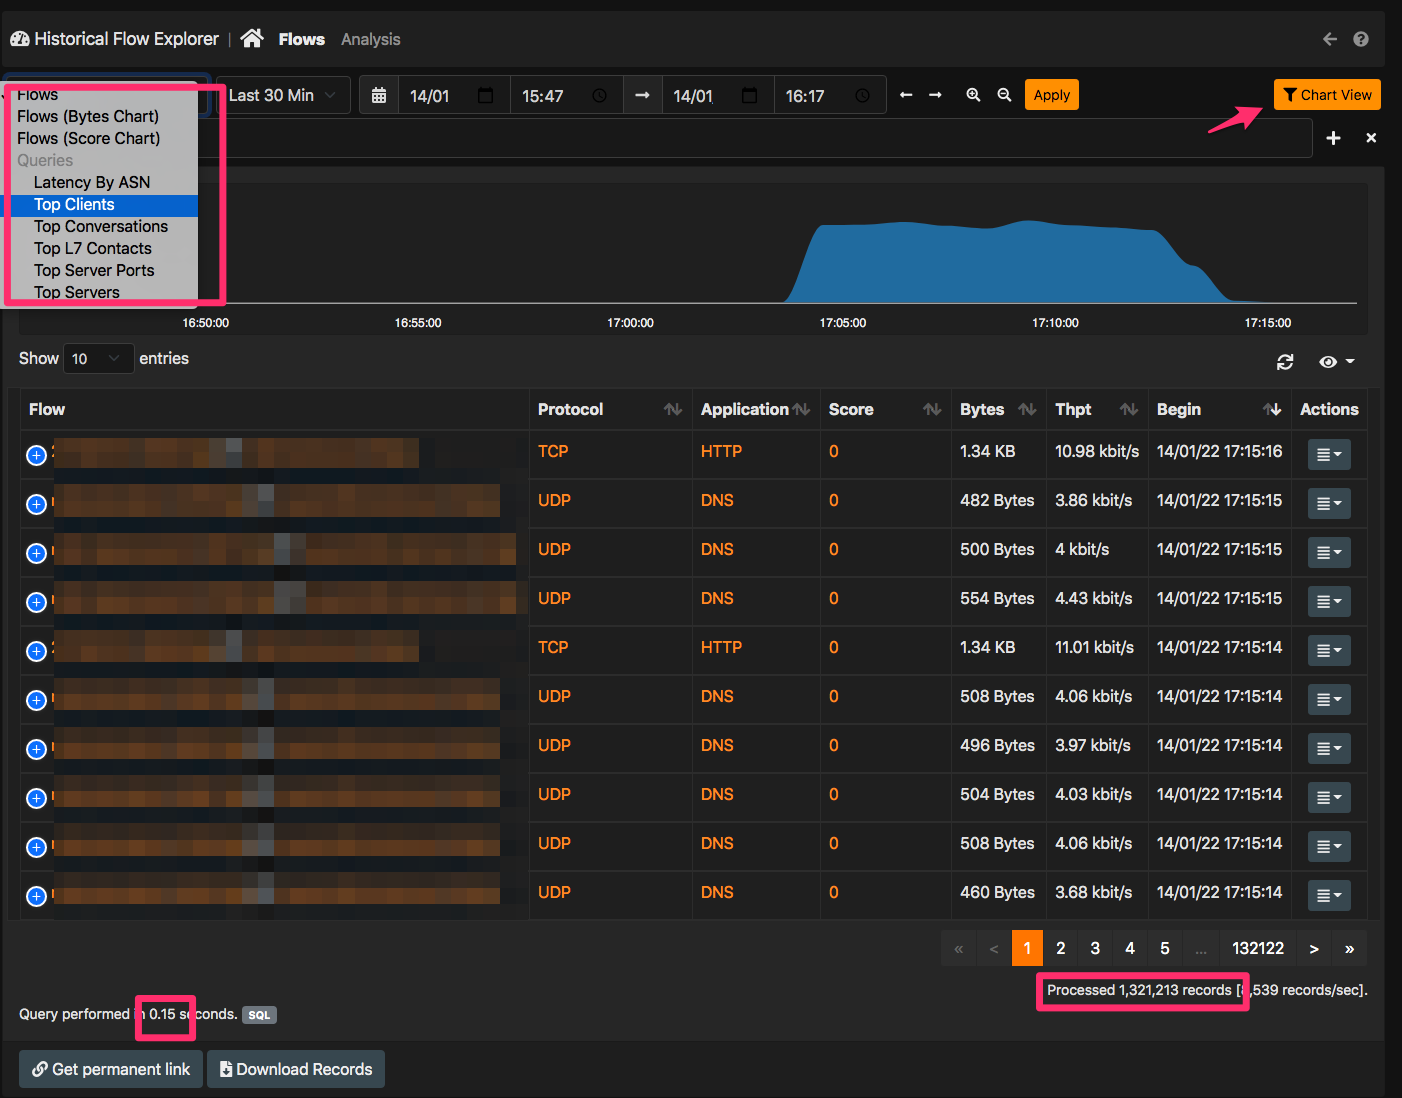 Historical Flow Explorer | Flows Analysis
Flows
Flows (Bytes Chart)
Flows (Score Chart)
Queries
Latency By ASN
Top Clients
Top Conversations
Top L7 Contacts
Top Server Ports
Top Servers
Last 30 Min 14/01 15:47 14/01 16:17 Apply Chart View
16:50:00 16:55:00 17:00:00 17:05:00 17:10:00 17:15:00
Show 10 entries
Flow Protocol Application Score Bytes Thpt Begin Actions
TCP HTTP 0 1.34 KB 10.98 kbit/s 14/01/22 17:15:16
UDP DNS 0 482 Bytes 3.86 kbit/s 14/01/22 17:15:15
UDP DNS 0 500 Bytes 4 kbit/s 14/01/22 17:15:15
UDP DNS 0 554 Bytes 4.43 kbit/s 14/01/22 17:15:15
TCP HTTP 0 1.34 KB 11.01 kbit/s 14/01/22 17:15:14
UDP DNS 0 508 Bytes 4.06 kbit/s 14/01/22 17:15:14
UDP DNS 0 496 Bytes 3.97 kbit/s 14/01/22 17:15:14
UDP DNS 0 504 Bytes 4.03 kbit/s 14/01/22 17:15:14
UDP DNS 0 508 Bytes 4.06 kbit/s 14/01/22 17:15:14
UDP DNS 0 460 Bytes 3.68 kbit/s 14/01/22 17:15:14
« < 1 2 3 4 5 ... 132122 > »
Processed 1,321,213 records ,539 records/sec].
Query performed in 0.15 seconds. SQL
Get permanent link Download Records